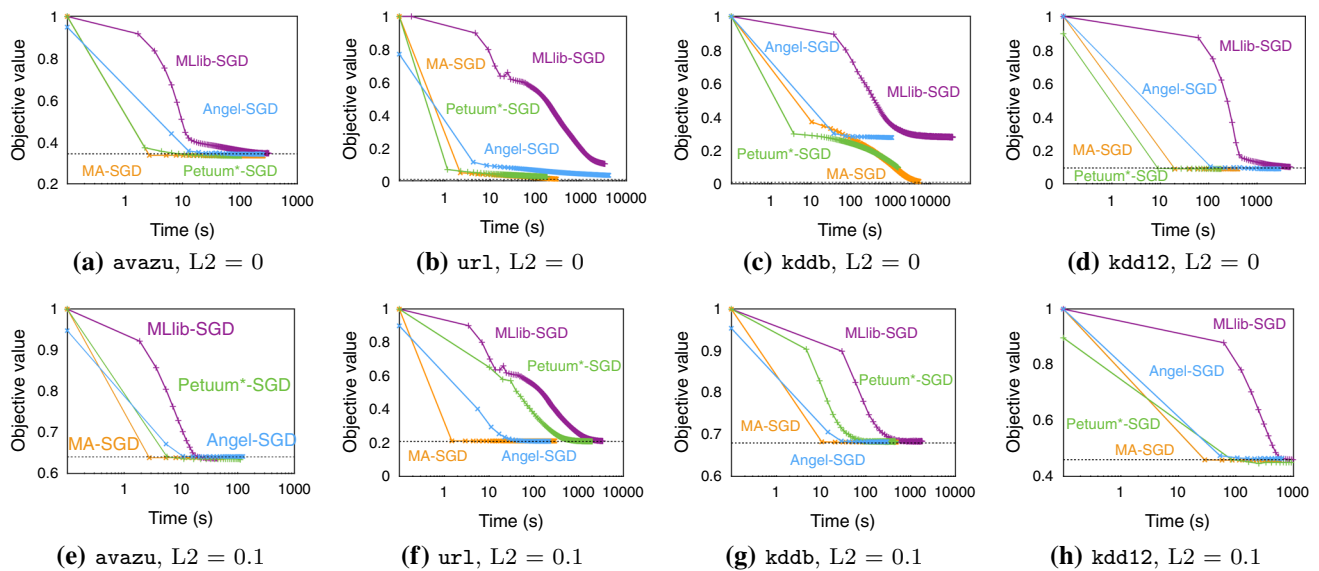 Objective value
1
0.8
0.6
0.4
0.2
MLlib-SGD
Angel-SGD
MA-SGD
Petuum*-SGD
1 10 100 1000
Time (s)
(a) avazu, L2 = 0
Objective value
1
0.8
0.6
0.4
0.2
0
MA-SGD
MLlib-SGD
Petuum*-SGD
Angel-SGD
1 10 100 1000 10000
Time (s)
(b) url, L2 = 0
Objective value
1
0.8
0.6
0.4
0.2
0
Angel-SGD
MLlib-SGD
Petuum*-SGD
MA-SGD
1 10 100 1000 10000
Time (s)
(c) kddb, L2 = 0
Objective value
1
0.8
0.6
0.4
0.2
0
MLlib-SGD
Angel-SGD
MA-SGD
Petuum*-SGD
1 10 100 1000
Time (s)
(d) kdd12, L2 = 0
Objective value
1
0.9
0.8
0.7
0.6
MLlib-SGD
Petuum*-SGD
MA-SGD
Angel-SGD
1 10 100 1000
Time (s)
(e) avazu, L2 = 0.1
Objective value
1
0.8
0.6
0.4
0.2
0
MLlib-SGD
Petuum*-SGD
MA-SGD
Angel-SGD
1 10 100 1000 10000
Time (s)
(f) url, L2 = 0.1
Objective value
1
0.9
0.8
0.7
0.6
MLlib-SGD
Petuum*-SGD
MA-SGD
Angel-SGD
1 10 100 1000 10000
Time (s)
(g) kddb, L2 = 0.1
Objective value
1
0.8
0.6
0.4
MLlib-SGD
Angel-SGD
Petuum*-SGD
MA-SGD
1 10 100 1000
Time (s)
(h) kdd12, L2 = 0.1